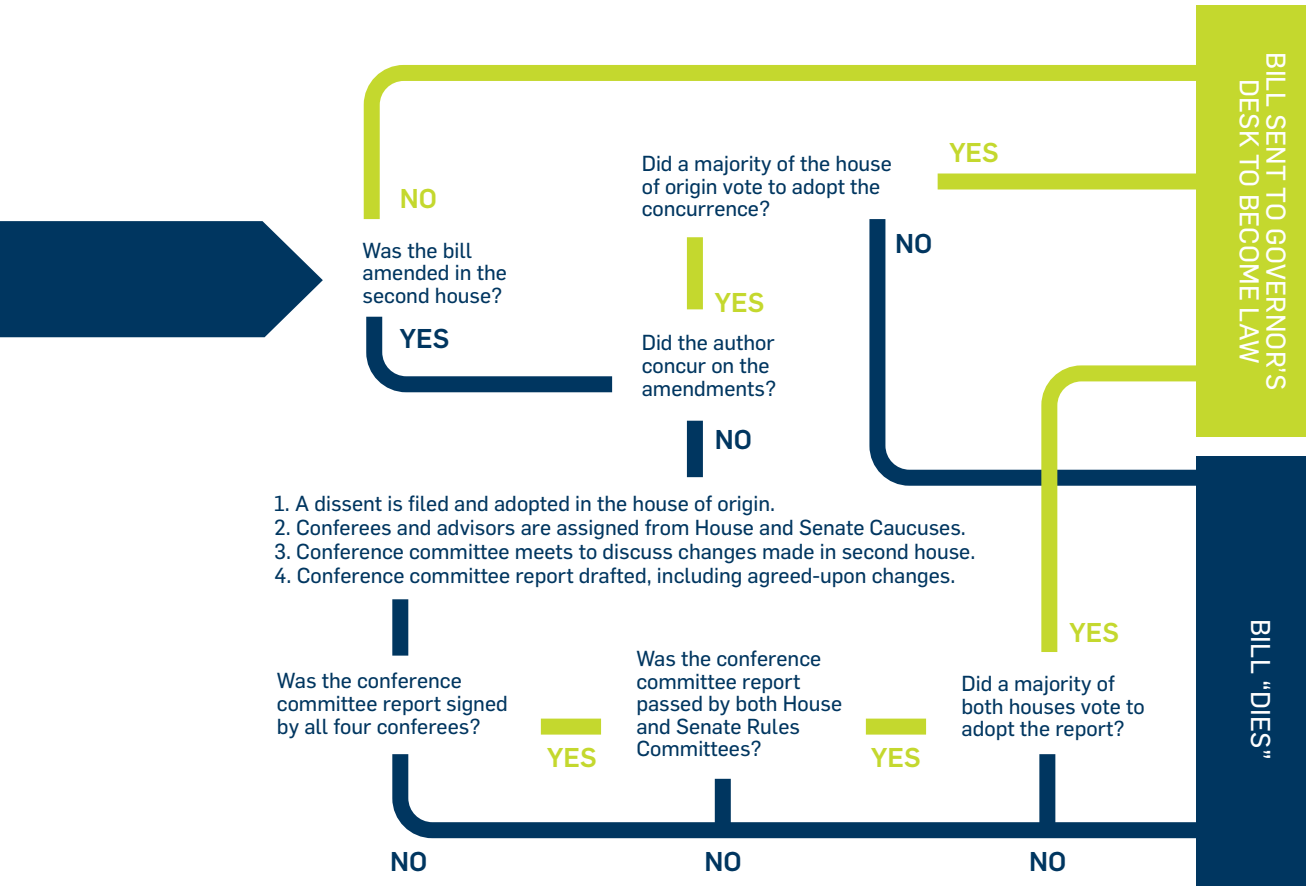 NO
Was the bill
amended in the
second house?
YES
Did a majority of the house
of origin vote to adopt the
concurrence?
YES
NO
YES
Did the author
concur on the
amendments?
NO
1. A dissent is filed and adopted in the house of origin.
2. Conferees and advisors are assigned from House and Senate Caucuses.
3. Conference committee meets to discuss changes made in second house.
4. Conference committee report drafted, including agreed-upon changes.
Was the conference
committee report signed
by all four conferees?
YES
NO
Was the conference
committee report
passed by both House
and Senate Rules
Committees?
YES
NO
YES
Did a majority of
both houses vote to
adopt the report?
NO
BILL SENT TO GOVERNOR'S
DESK TO BECOME LAW
BILL “DIES”